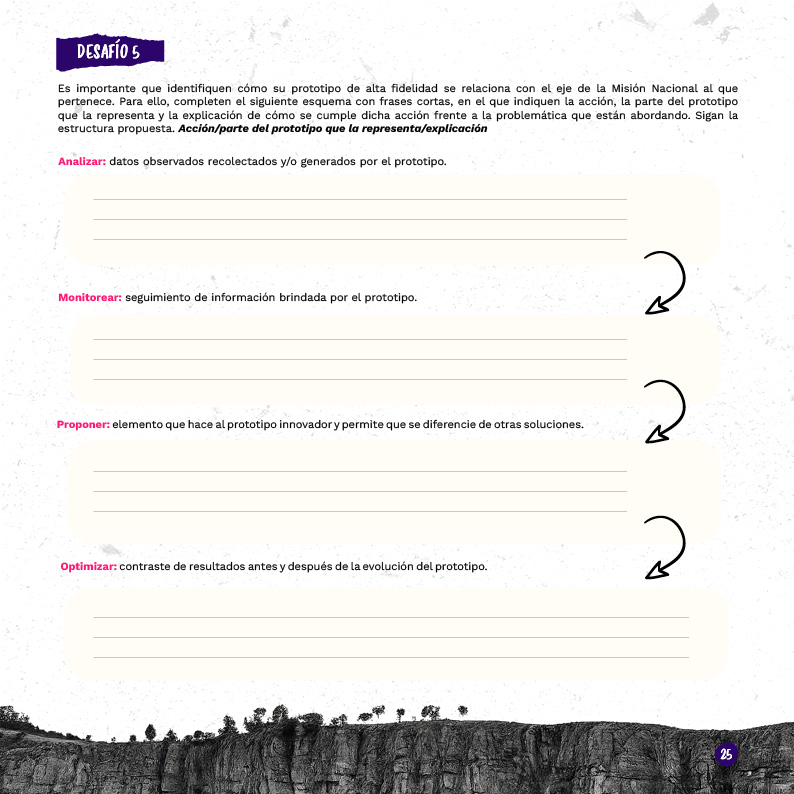 DESAFÍO 5
Es importante que identifiquen cómo su prototipo de alta fidelidad se relaciona con el eje de la Misión Nacional al que
pertenece. Para ello, completen el siguiente esquema con frases cortas, en el que indiquen la acción, la parte del prototipo
que la representa y la explicación de cómo se cumple dicha acción frente a la problemática que están abordando. Sigan la
estructura propuesta. Acción/parte del prototipo que la representa/explicación
Analizar: datos observados recolectados y/o generados por el prototipo.
Monitorear: seguimiento de información brindada por el prototipo.
Proponer: elemento que hace al prototipo innovador y permite que se diferencie de otras soluciones.
Optimizar: contraste de resultados antes y después de la evolución del prototipo.
25